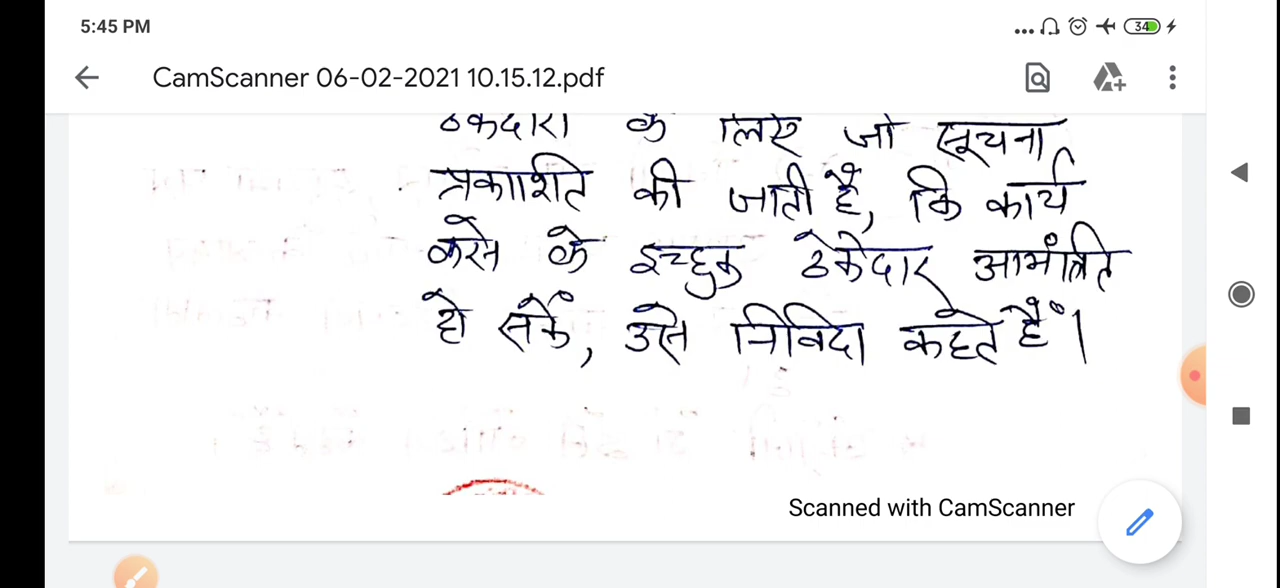 5:45 PM
34
CamScanner 06-02-2021 10.15.12.pdf
ठेकेदारों के लिए जो सूचना
प्रकाशित की जाती है, कि कार्य
करने के इच्छुक ठेकेदार आमंत्रित
हो सकें, उसे निविदा कहते हैं।
Scanned with CamScanner